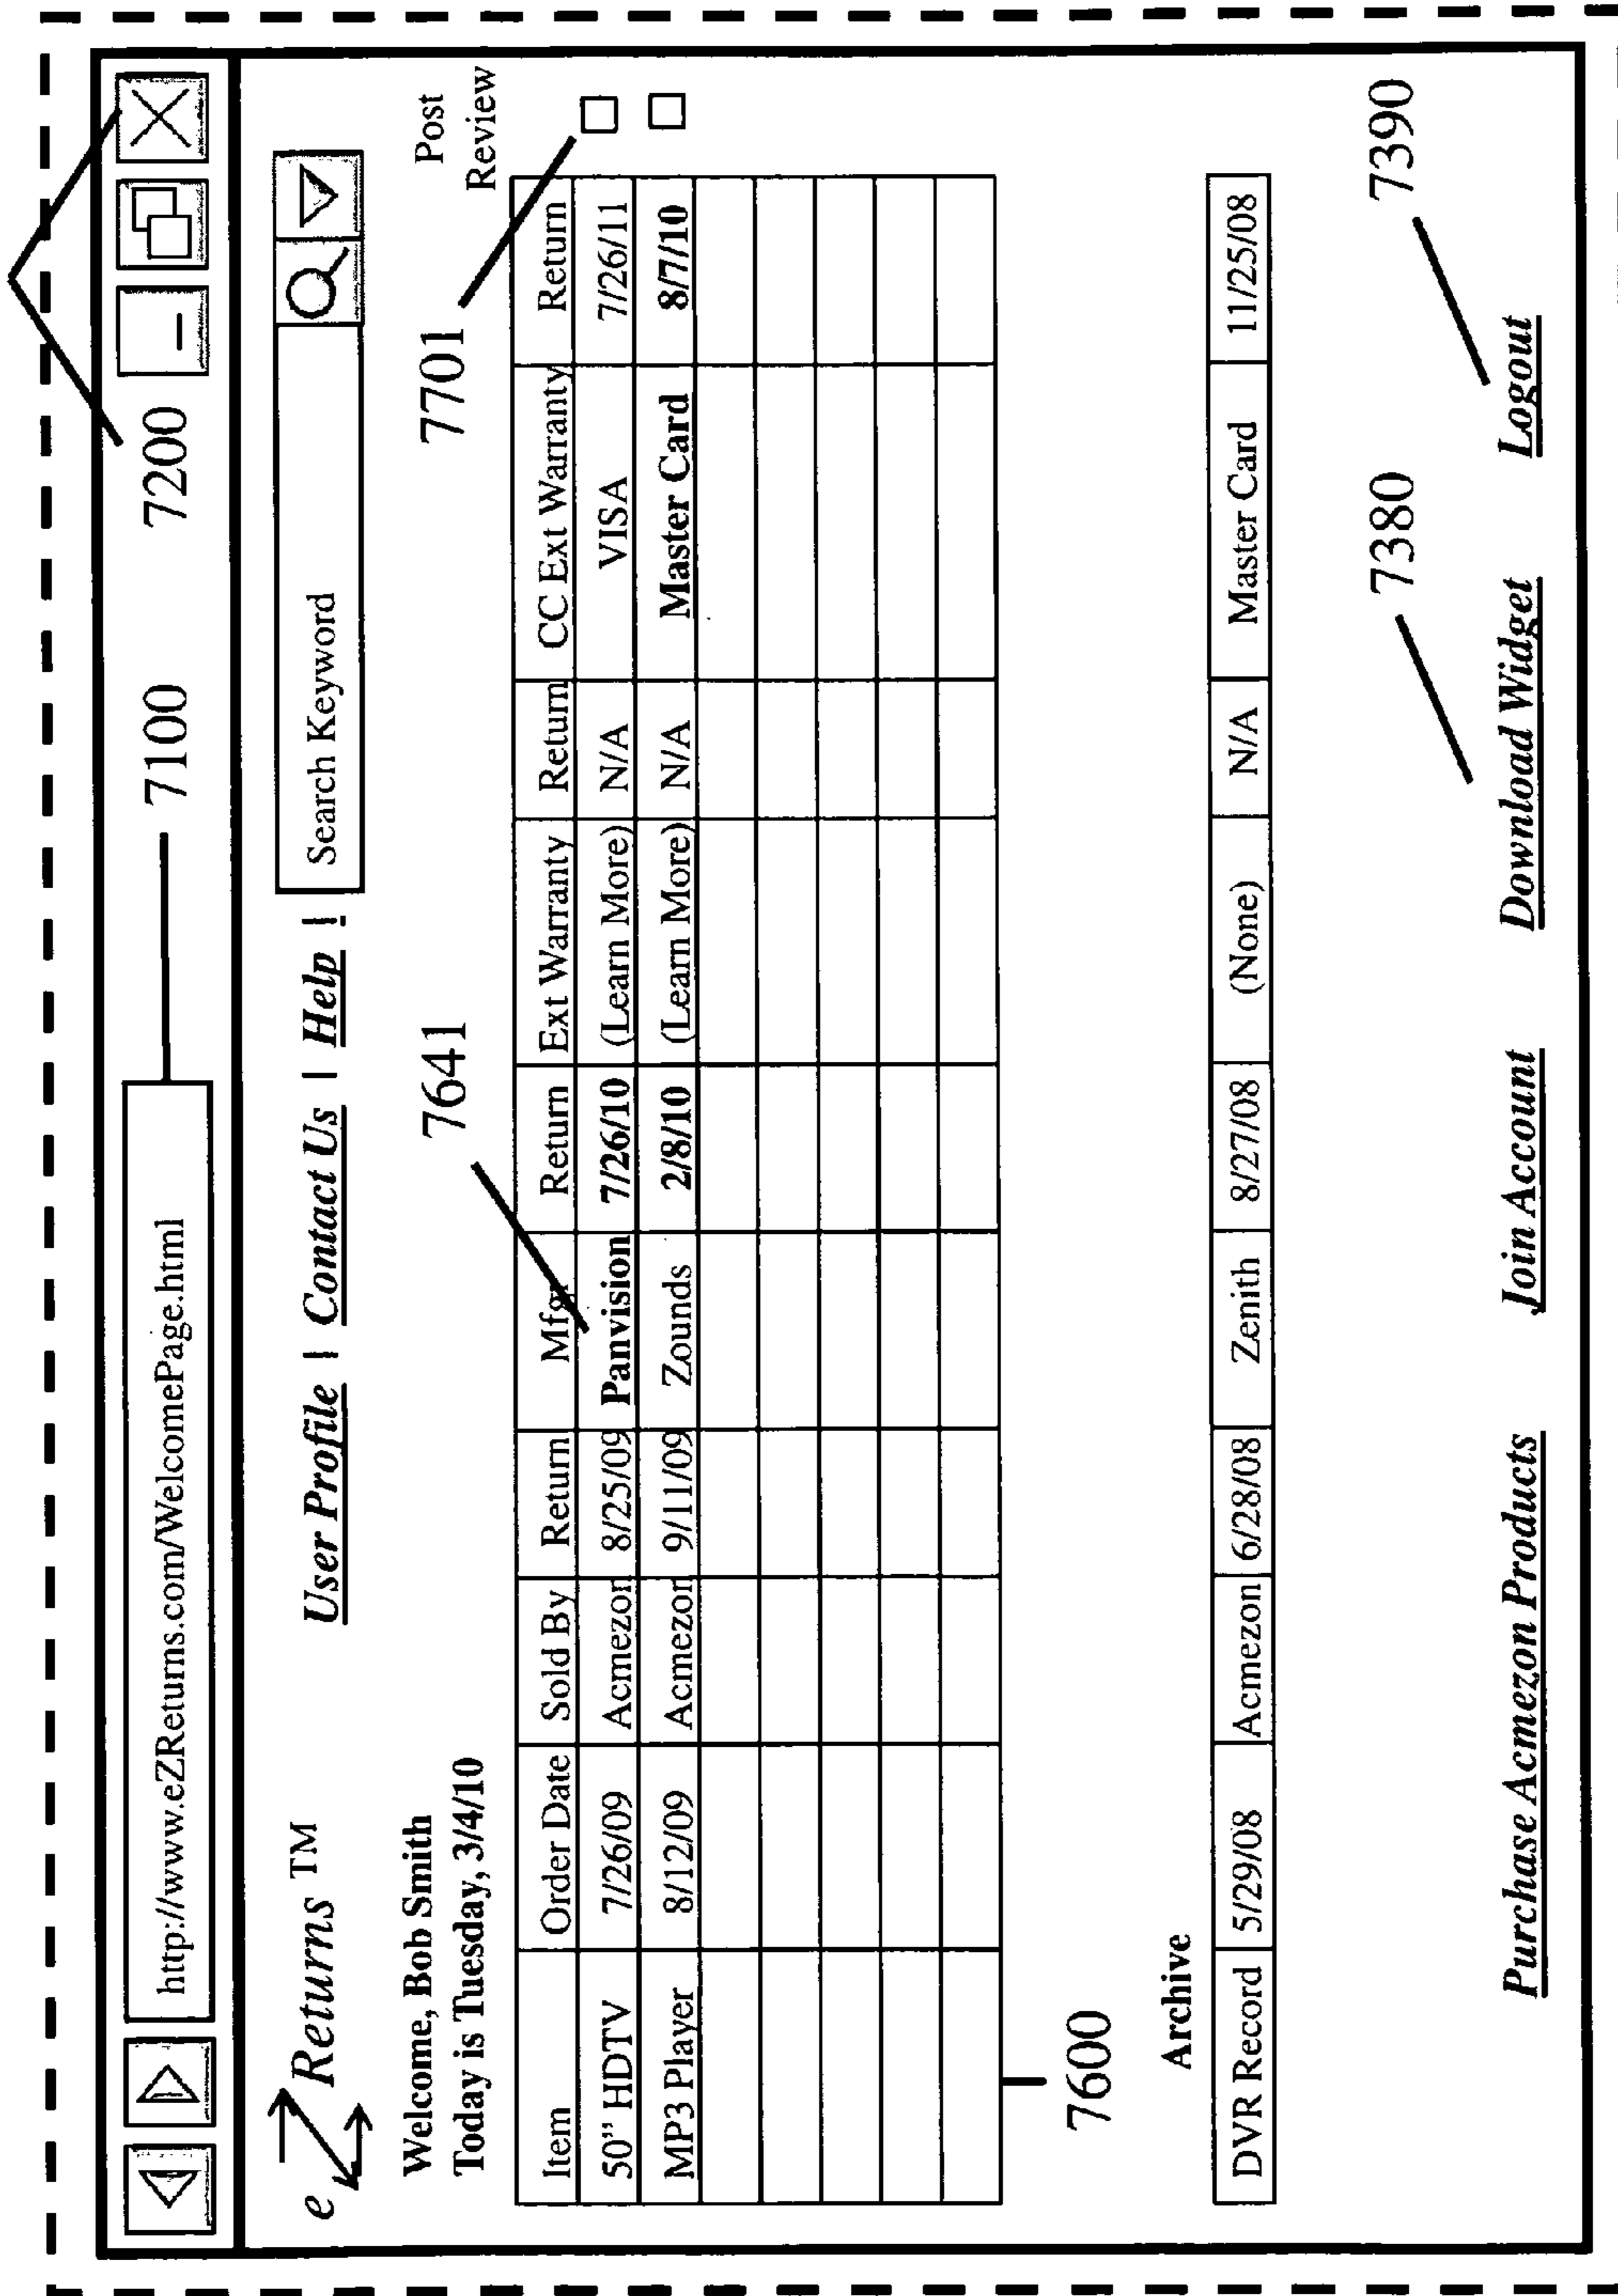 7100 7200
http://www.eZReturns.com/WelcomePage.html
eZ Returns TM
User Profile | Contact Us | Help |
Search Keyword
Welcome, Bob Smith
Today is Tuesday, 3/4/10
7641
7701
Post
Review
Item Order Date Sold By Return Mfgr Return Ext Warranty Return CC Ext Warranty Return
50” HDTV 7/26/09 Acmezon 8/25/09 Panvision 7/26/10 (Learn More) N/A VISA 7/26/11
MP3 Player 8/12/09 Acmezon 9/11/09 Zounds 2/8/10 (Learn More) N/A Master Card 8/7/10
7600
Archive
DVR Record 5/29/08 Acmezon 6/28/08 Zenith 8/27/08 (None) N/A Master Card 11/25/08
7380
7390
Purchase Acmezon Products Join Account Download Widget Logout